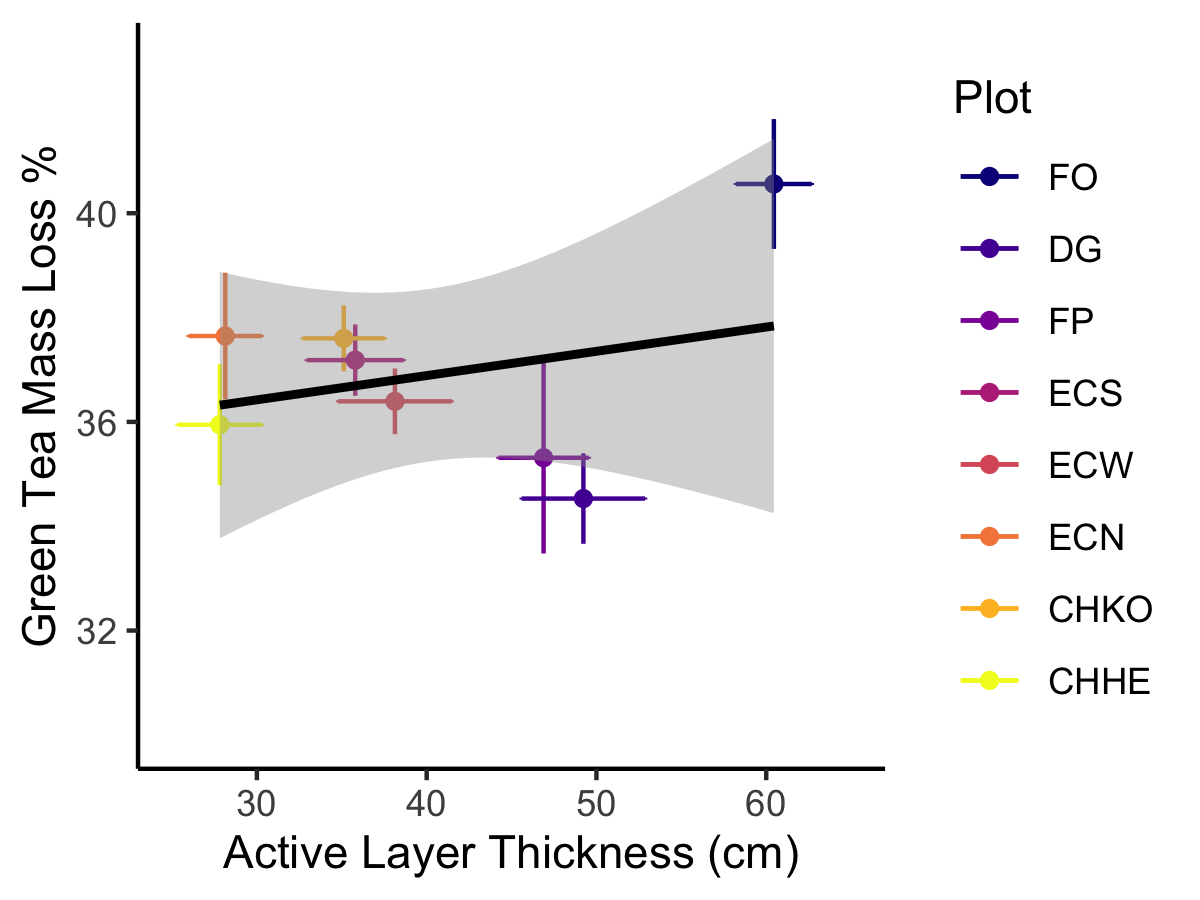 Green Tea Mass Loss %
40
36
32
30 40 50 60
Active Layer Thickness (cm)
Plot
FO
DG
FP
ECS
ECW
ECN
CHKO
CHHE